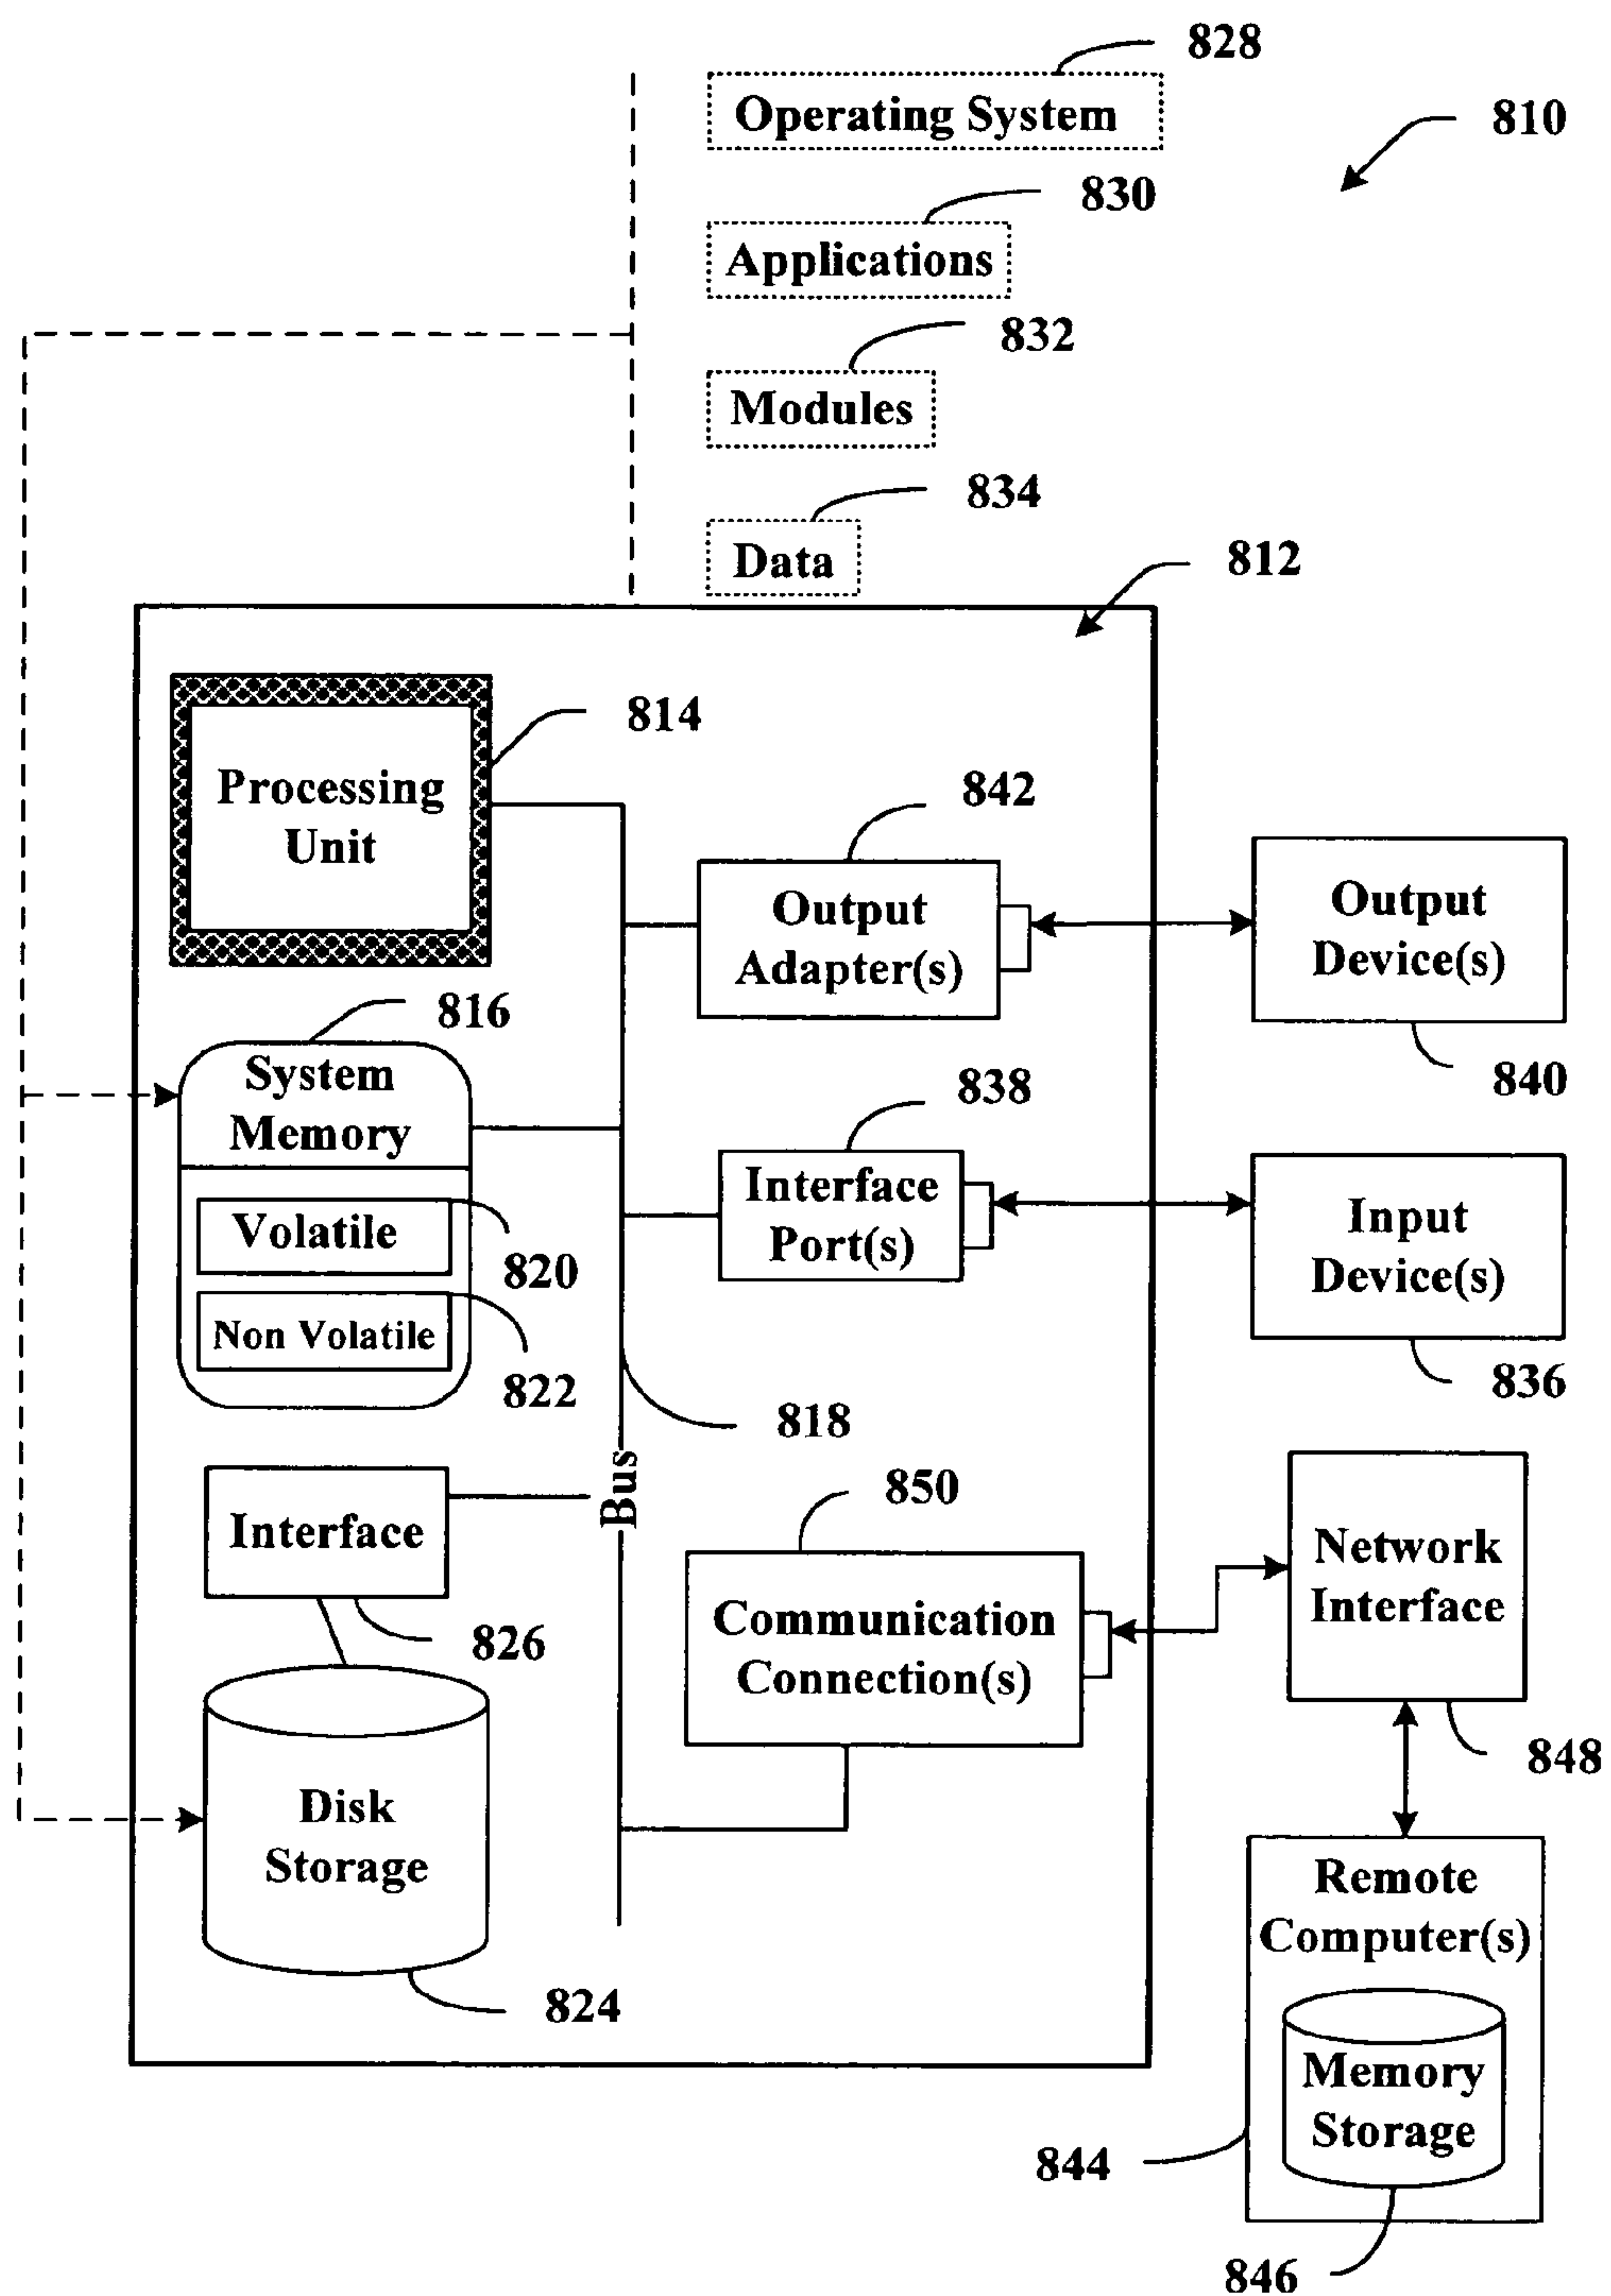 828
Operating System
810
830
Applications
832
Modules
834
Data
812
814
Processing
Unit
842
Output
Adapter(s)
Output
Device(s)
840
816
System
Memory
838
Interface
Port(s)
Input
Device(s)
836
Volatile
820
Non Volatile
822
818
Bus
850
Interface
826
Communication
Connection(s)
Network
Interface
848
Disk
Storage
824
Remote
Computer(s)
Memory
Storage
844
846